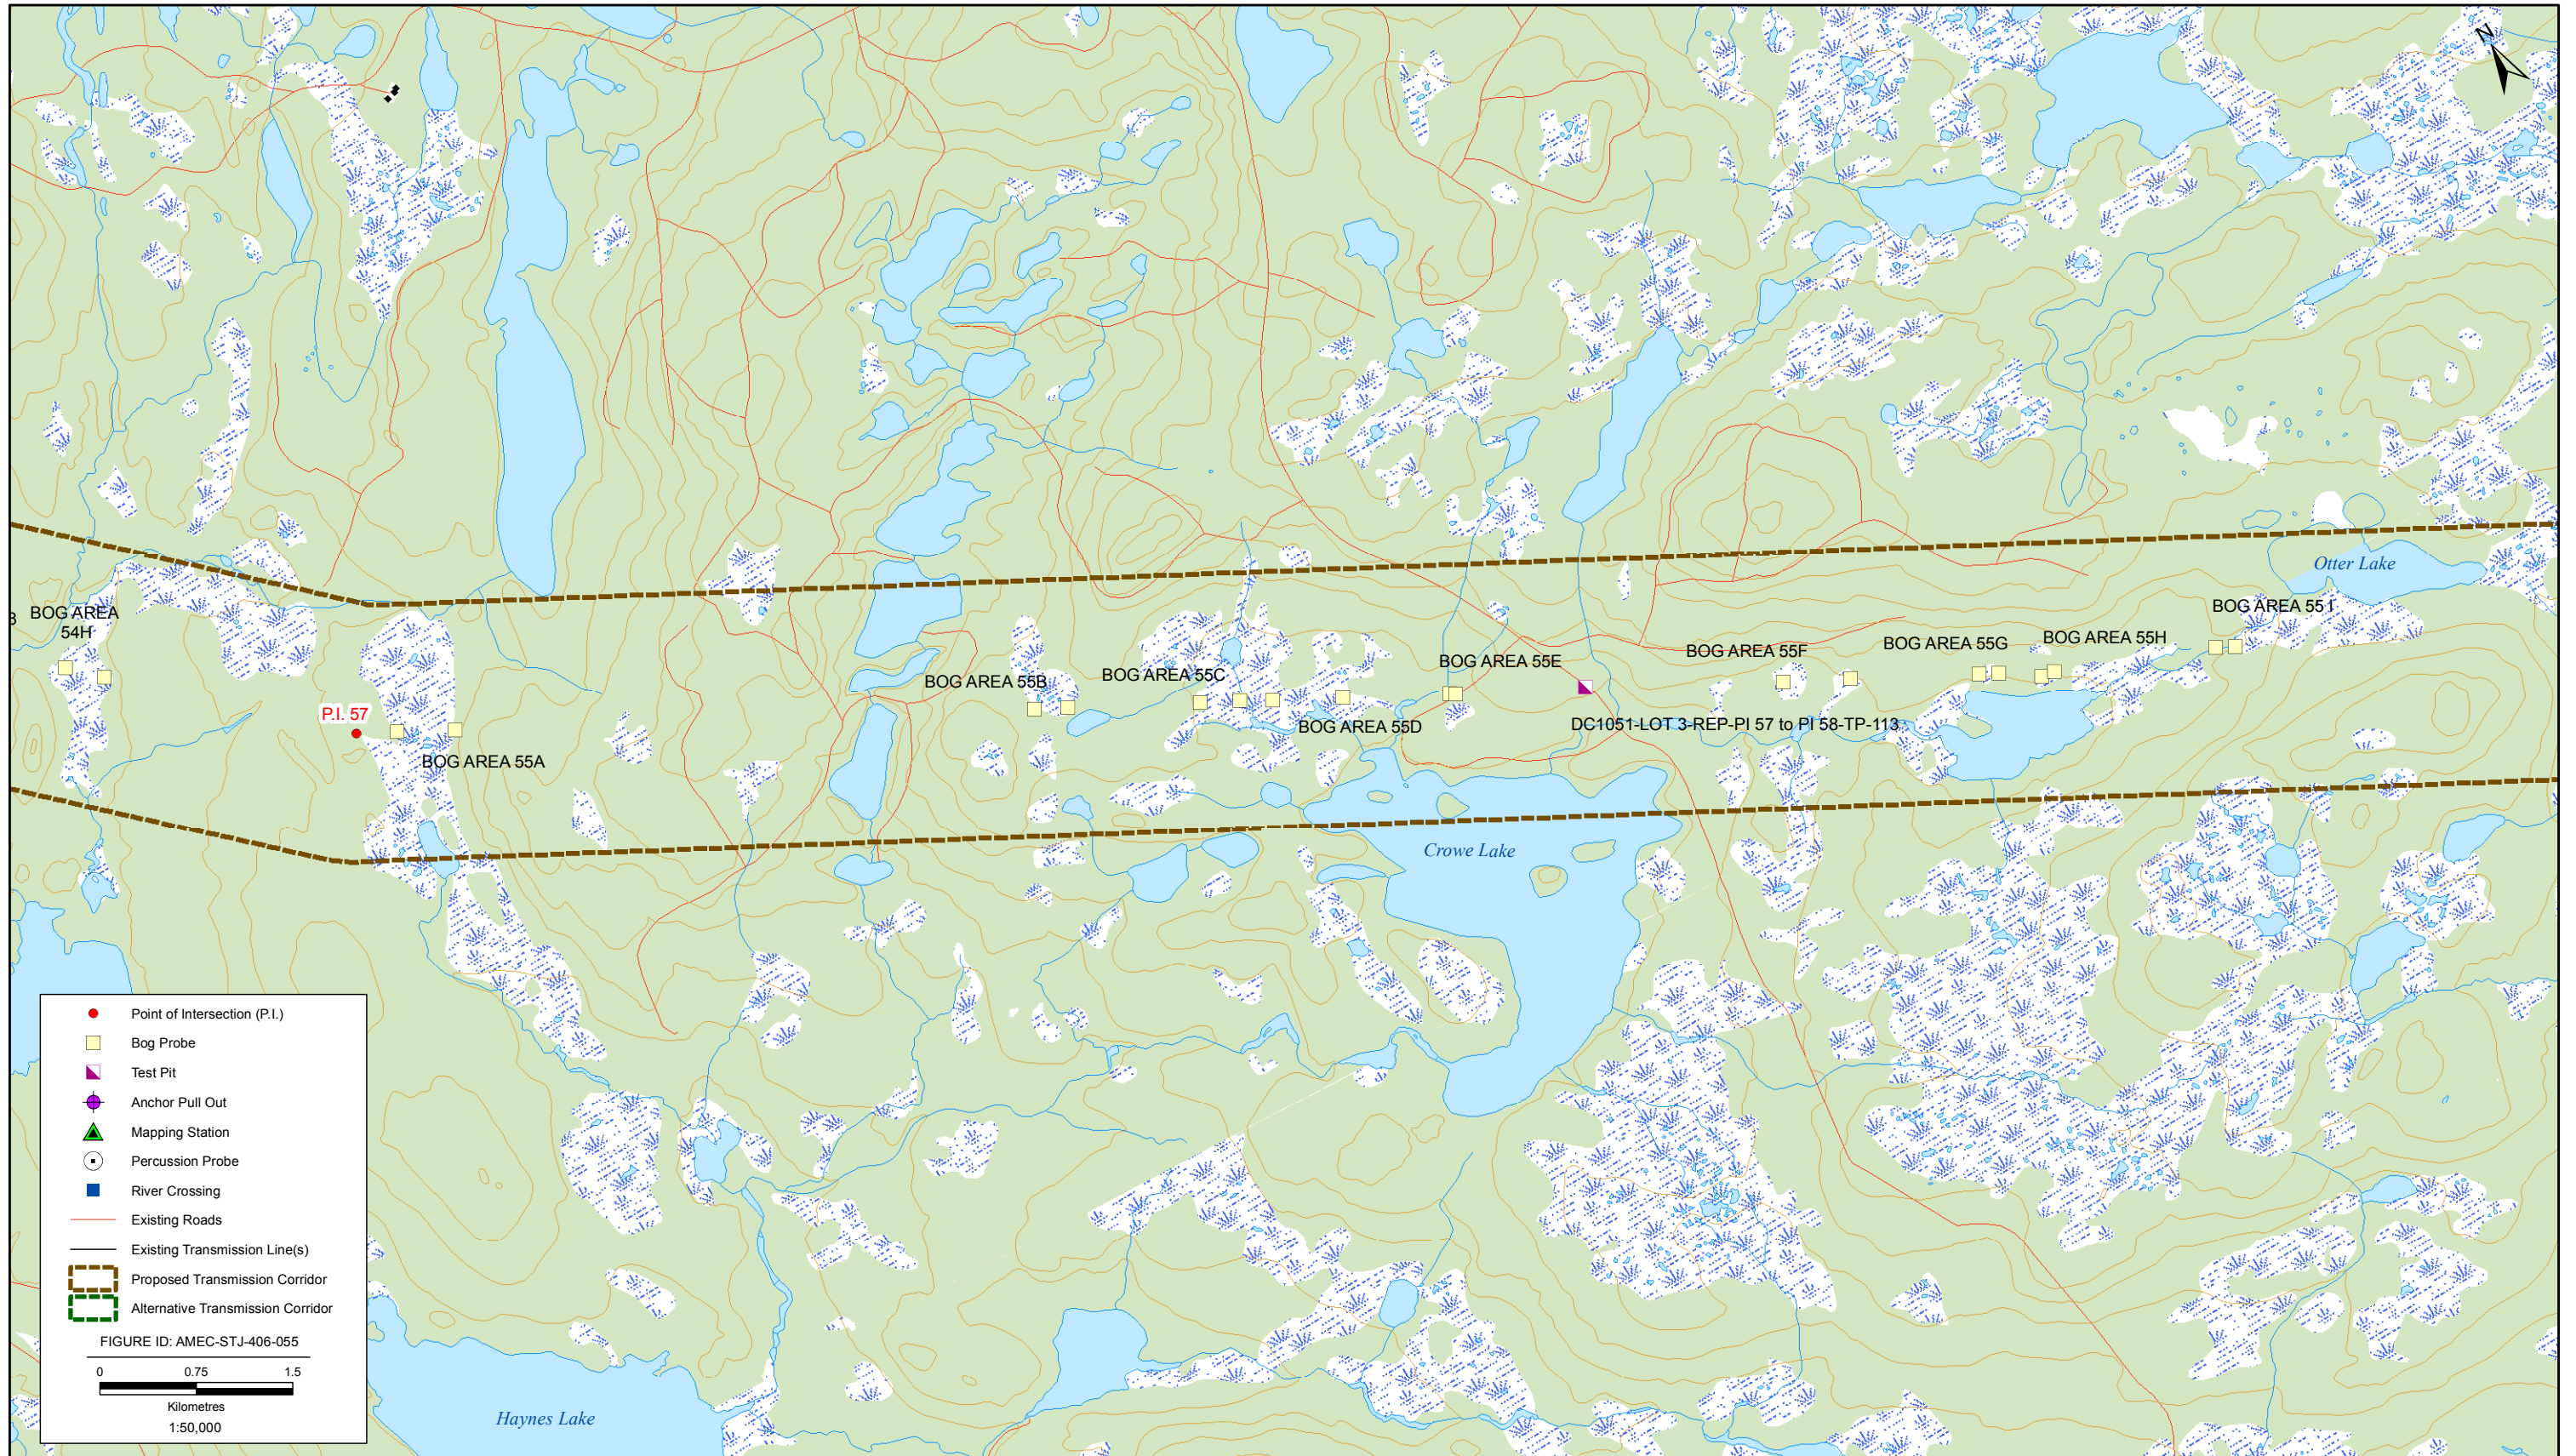 N
Otter Lake
BOG AREA
54H
BOG AREA 55 I
BOG AREA 55H
BOG AREA 55G
BOG AREA 55F
BOG AREA 55E
BOG AREA 55C
BOG AREA 55B
P.I. 57
DC1051-LOT 3-REP-PI 57 to PI 58-TP-113
BOG AREA 55D
BOG AREA 55A
Crowe Lake
Point of Intersection (P.I.)
Bog Probe
Test Pit
Anchor Pull Out
Mapping Station
Percussion Probe
River Crossing
Existing Roads
Existing Transmission Line(s)
Proposed Transmission Corridor
Alternative Transmission Corridor
FIGURE ID: AMEC-STJ-406-055
0 0.75 1.5
Kilometres
1:50,000
Haynes Lake